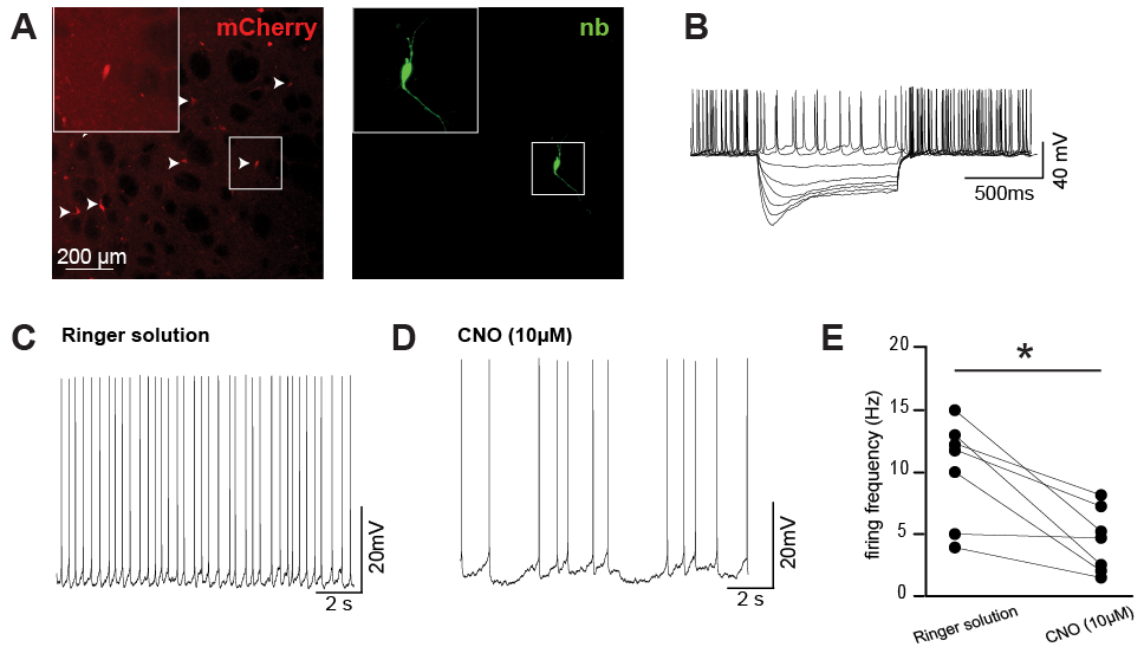 A
mCherry
nb
200 µm
B
40 mV
500ms
C Ringer solution
20mV
2 s
D CNO (10µM)
20mV
2 s
E
*
firing frequency (Hz)
20
15
10
5
0
Ringer solution
CNO (10µM)